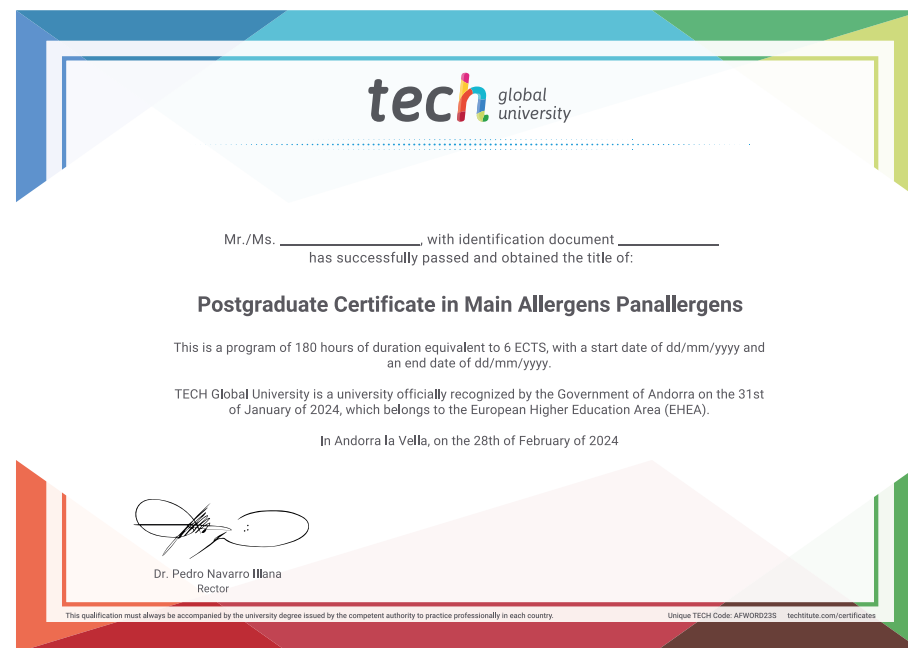 tech global
university
Mr./Ms. ____________________, with identification document ______________
has successfully passed and obtained the title of:
Postgraduate Certificate in Main Allergens Panallergens
This is a program of 180 hours of duration equivalent to 6 ECTS, with a start date of dd/mm/yyyy and
an end date of dd/mm/yyyy.
TECH Global University is a university officially recognized by the Government of Andorra on the 31st
of January of 2024, which belongs to the European Higher Education Area (EHEA).
In Andorra la Vella, on the 28th of February of 2024
Dr. Pedro Navarro Illana
Rector
This qualification must always be accompanied by the university degree issued by the competent authority to practice professionally in each country.
Unique TECH Code: AFWORD23S techtitute.com/certificates